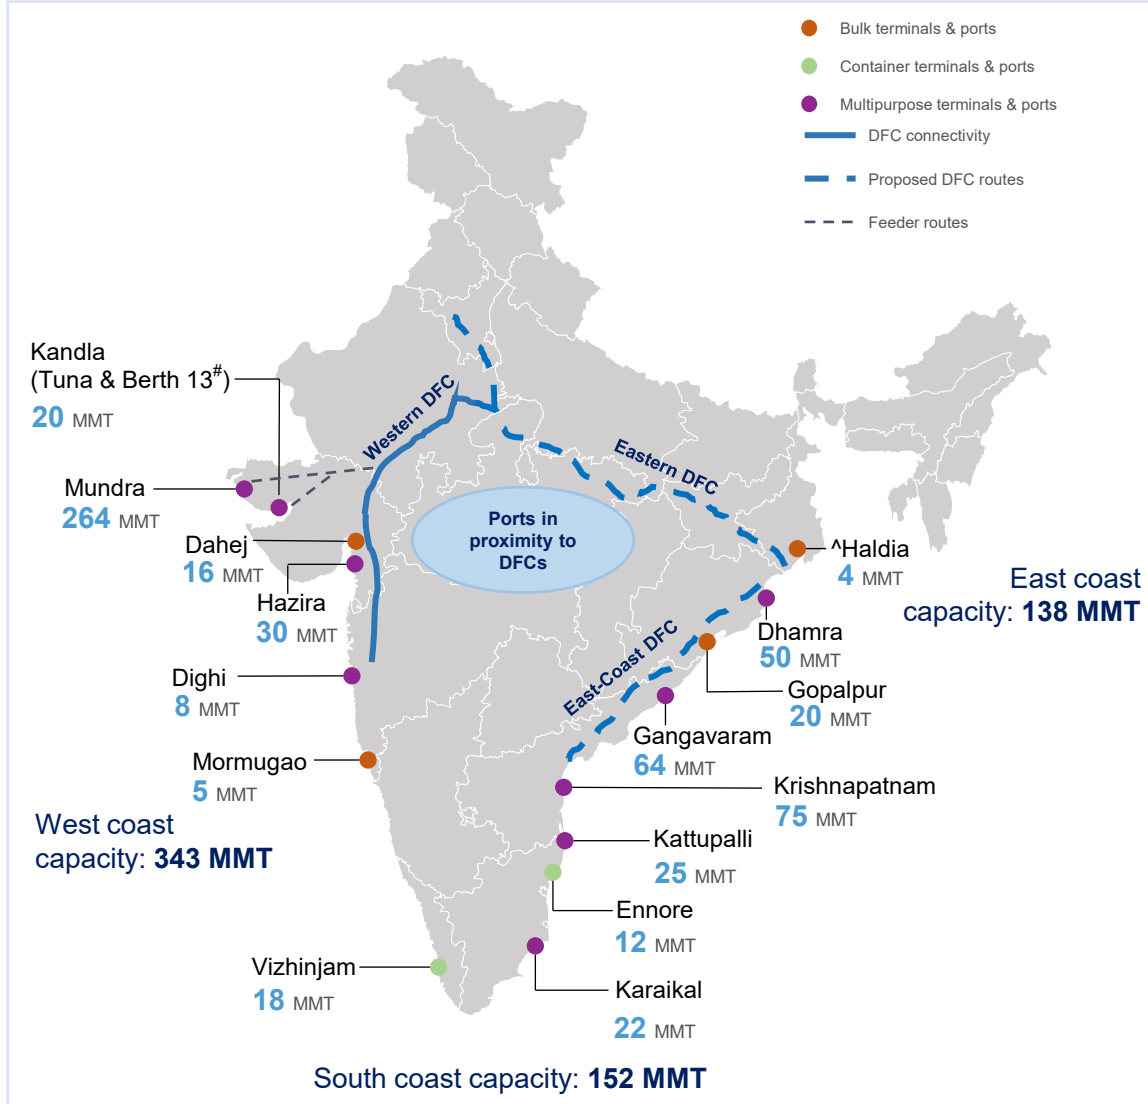 Bulk terminals & ports
Container terminals & ports
Multipurpose terminals & ports
DFC connectivity
Proposed DFC routes
Feeder routes
Kandla
(Tuna & Berth 13#)
20 MMT
Western DFC
Eastern DFC
Mundra
264 MMT
Ports in
proximity to
DFCs
Dahej
16 MMT
Hazira
30 MMT
^Haldia
4 MMT
East coast
capacity: 138 MMT
Dhamra
50 MMT
East-Coast DFC
Dighi
8 MMT
Gopalpur
20 MMT
Gangavaram
64 MMT
Mormugao
5 MMT
Krishnapatnam
75 MMT
West coast
capacity: 343 MMT
Kattupalli
25 MMT
Ennore
12 MMT
Vizhinjam
18 MMT
Karaikal
22 MMT
South coast capacity: 152 MMT